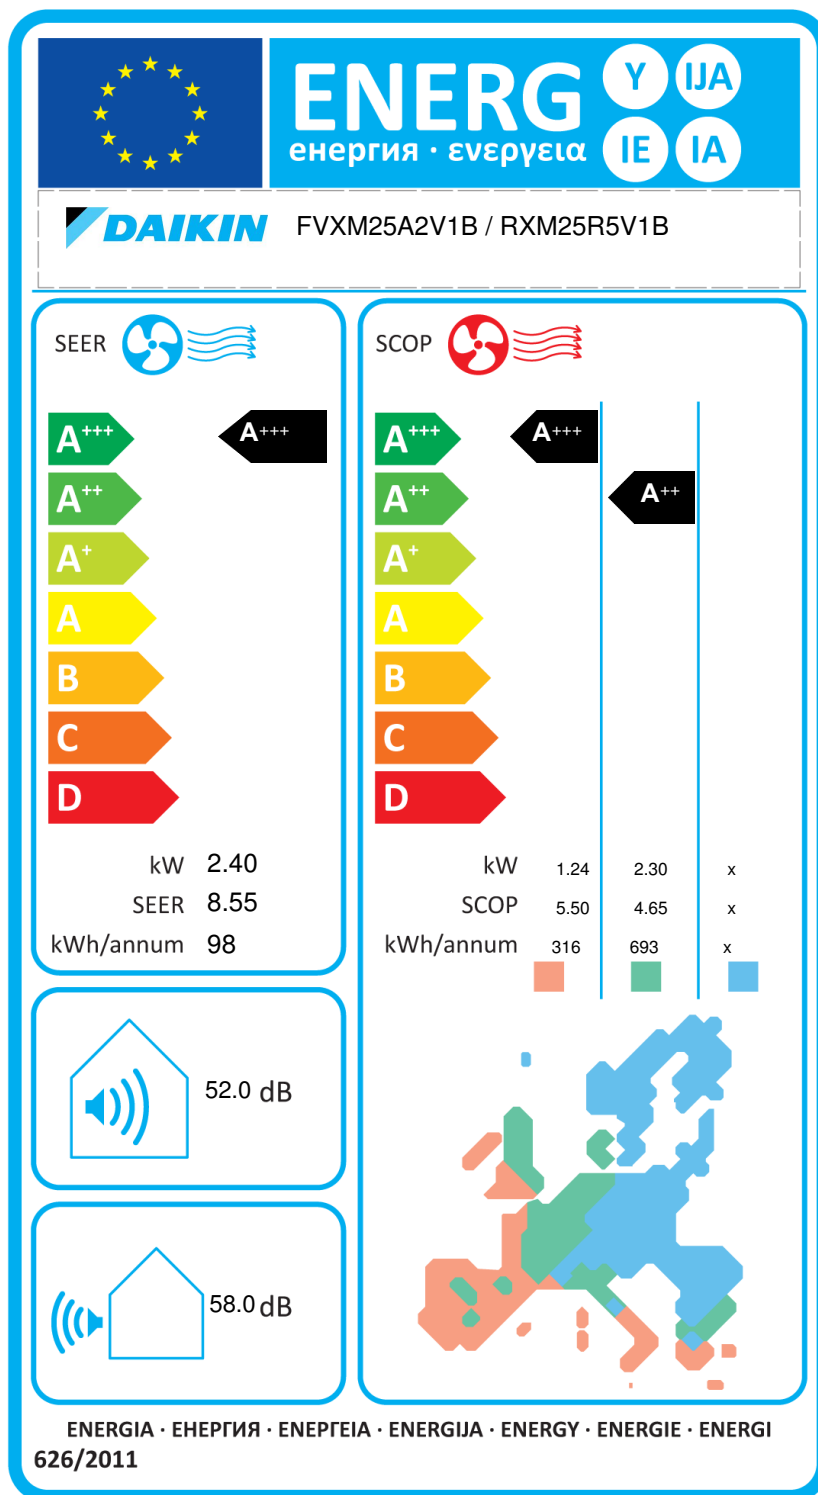 ENERG
енергия · ενεργεια
Y
IJA
IE
IA
DAIKIN
FVXM25A2V1B / RXM25R5V1B
SEER
A+++
A++
A+
A
B
C
D
A+++
kW 2.40
SEER 8.55
kWh/annum 98
SCOP
A+++
A++
A+
A
B
C
D
A+++
A++
kW 1.24 2.30 x
SCOP 5.50 4.65 x
kWh/annum 316 693 x
52.0 dB
58.0 dB
ENERGIA · ЕНЕРГИЯ · ΕΝΕΡΓΕΙΑ · ENERGIJA · ENERGY · ENERGIE · ENERGI
626/2011